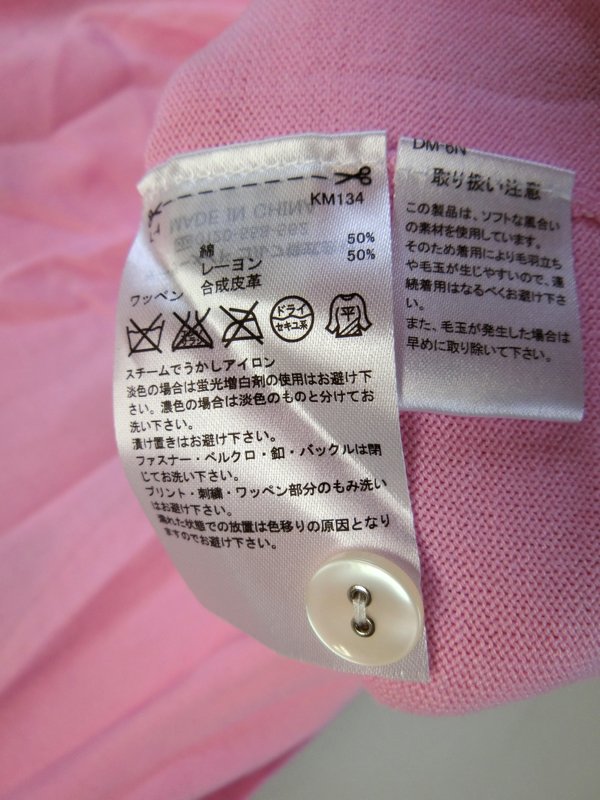 KM134
MADE IN CHINA
綿 50%
レーヨン 50%
ワッペン 合成皮革
ドライ
セキユ系
平
スチームでうかしアイロン
淡色の場合は蛍光増白剤の使用はお避け下
さい。濃色の場合は淡色のものと分けてお
洗い下さい。
漬け置きはお避け下さい。
ファスナー・ベルクロ・釦・バックルは閉
じてお洗い下さい。
プリント・刺繍・ワッペン部分のもみ洗い
はお避け下さい。
濡れた状態での放置は色移りの原因となり
ますのでお避け下さい。
DM-6N
取り扱い注意
この製品は、ソフトな風合い
の素材を使用しています。
そのため着用により毛羽立ち
や毛玉が生じやすいので、連
続着用はなるべくお避け下さ
い。
また、毛玉が発生した場合は
早めに取り除いて下さい。